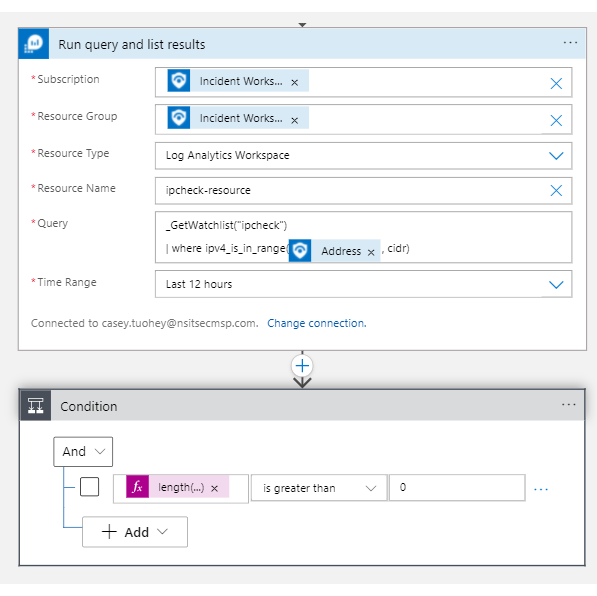 Run query and list results
...
*Subscription
Incident Works... ×
*Resource Group
Incident Works... ×
*Resource Type
Log Analytics Workspace
*Resource Name
ipcheck-resource
*Query
_GetWatchlist("ipcheck")
| where ipv4_is_in_range( Address × , cidr)
*Time Range
Last 12 hours
Connected to casey.tuohey@nsitsecmsp.com. Change connection.
Condition
...
And
fx length(...) × is greater than 0 ...
+ Add